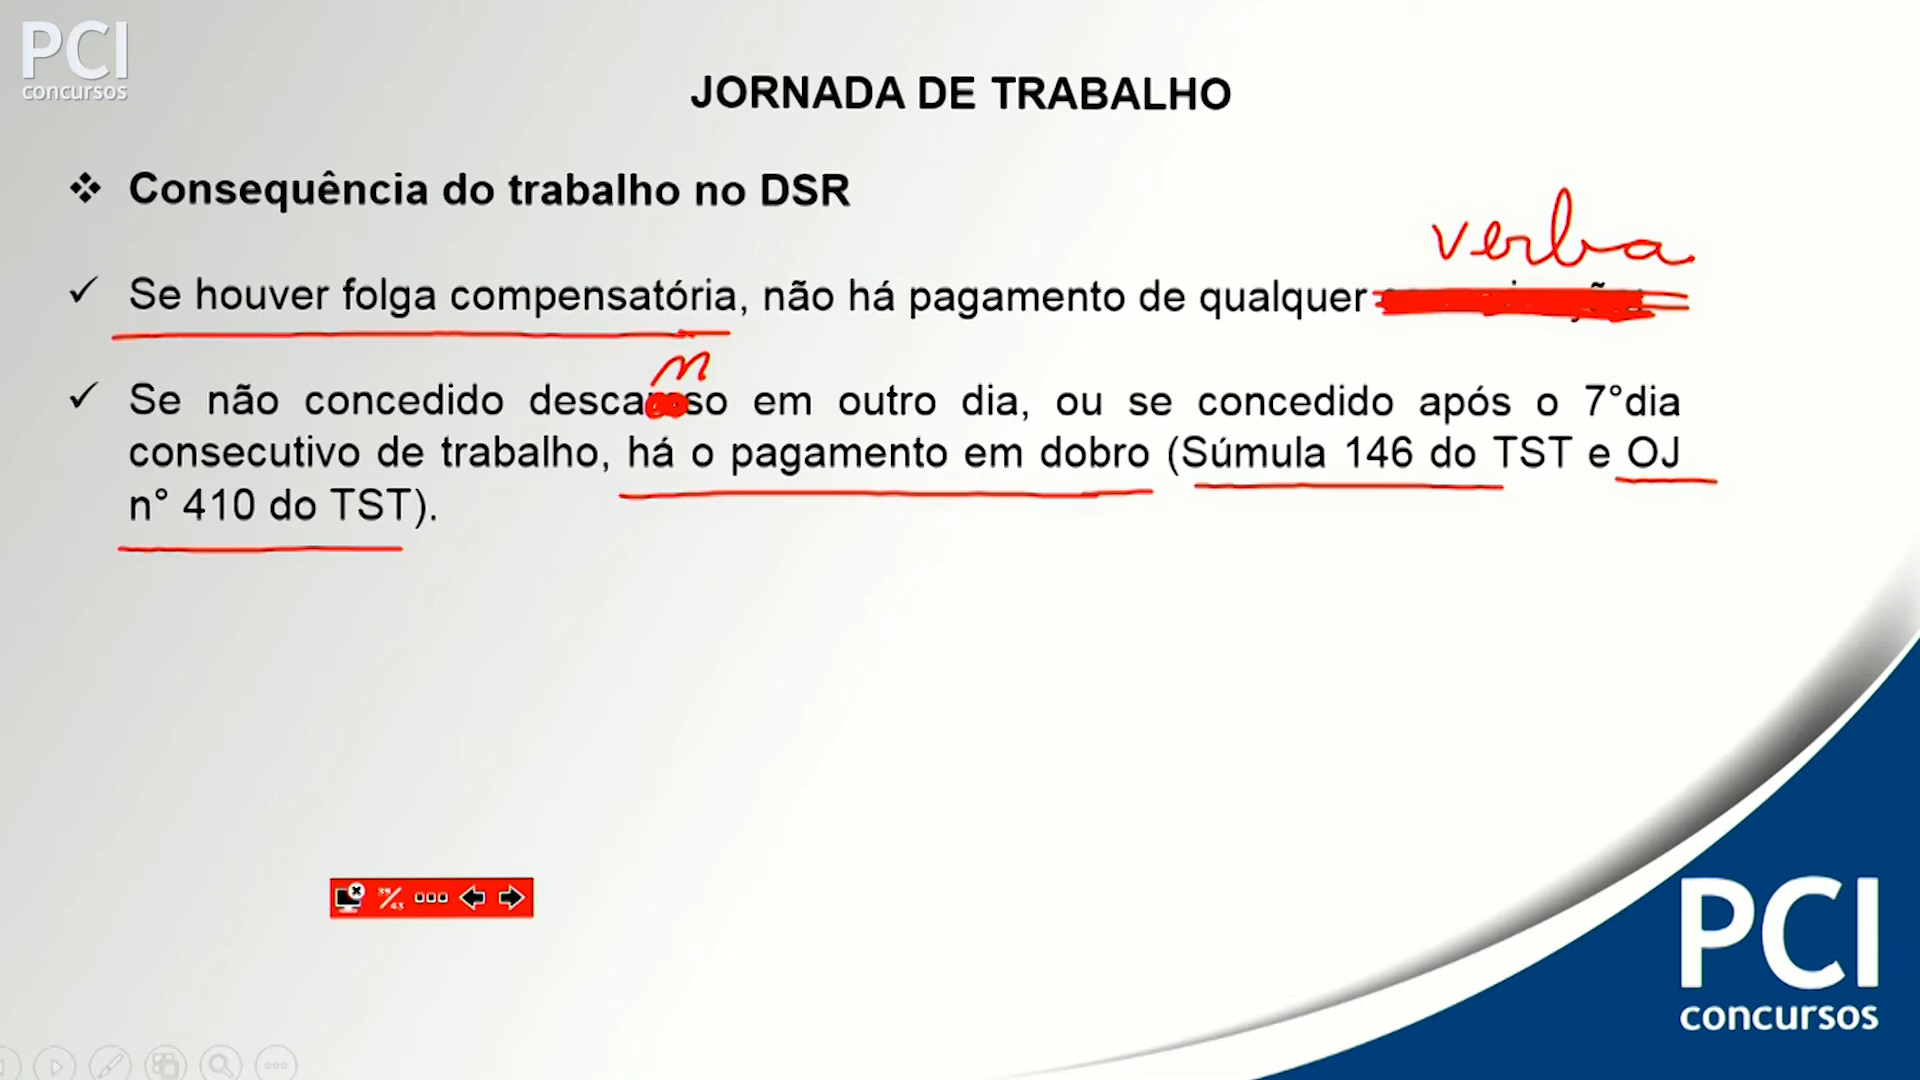 PCI
concursos
JORNADA DE TRABALHO
❖ Consequência do trabalho no DSR
verba
✓ Se houver folga compensatória, não há pagamento de qualquer
n
✓ Se não concedido descanso em outro dia, ou se concedido após o 7°dia
consecutivo de trabalho, há o pagamento em dobro (Súmula 146 do TST e OJ
n° 410 do TST).
PCI
concursos